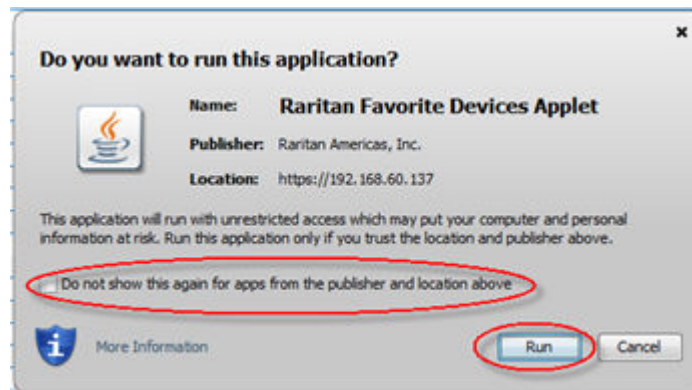 Do you want to run this application?
Name: Raritan Favorite Devices Applet
Publisher: Raritan Americas, Inc.
Location: https://192.168.60.137
This application will run with unrestricted access which may put your computer and personal
information at risk. Run this application only if you trust the location and publisher above.
Do not show this again for apps from the publisher and location above
More Information
Run
Cancel